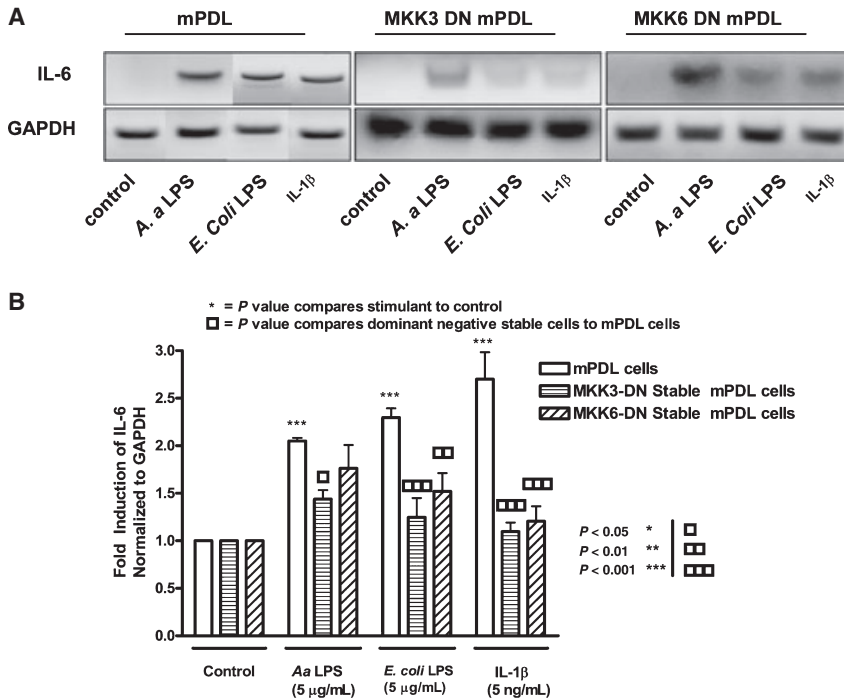 A
mPDL MKK3 DN mPDL MKK6 DN mPDL
IL-6
GAPDH
control A. a LPS E. Coli LPS IL-1β control A. a LPS E. Coli LPS IL-1β control A. a LPS E. Coli LPS IL-1β
B
* = P value compares stimulant to control
□ = P value compares dominant negative stable cells to mPDL cells
Fold Induction of IL-6
Normalized to GAPDH
3.0
2.5
2.0
1.5
1.0
0.5
0.0
***
□
***
□□□
□□
***
□□□
□□□
mPDL cells
MKK3-DN Stable mPDL cells
MKK6-DN Stable mPDL cells
P < 0.05 * □
P < 0.01 ** □□
P < 0.001 *** □□□
Control
Aa LPS
(5 μg/mL)
E. coli LPS
(5 μg/mL)
IL-1β
(5 ng/mL)